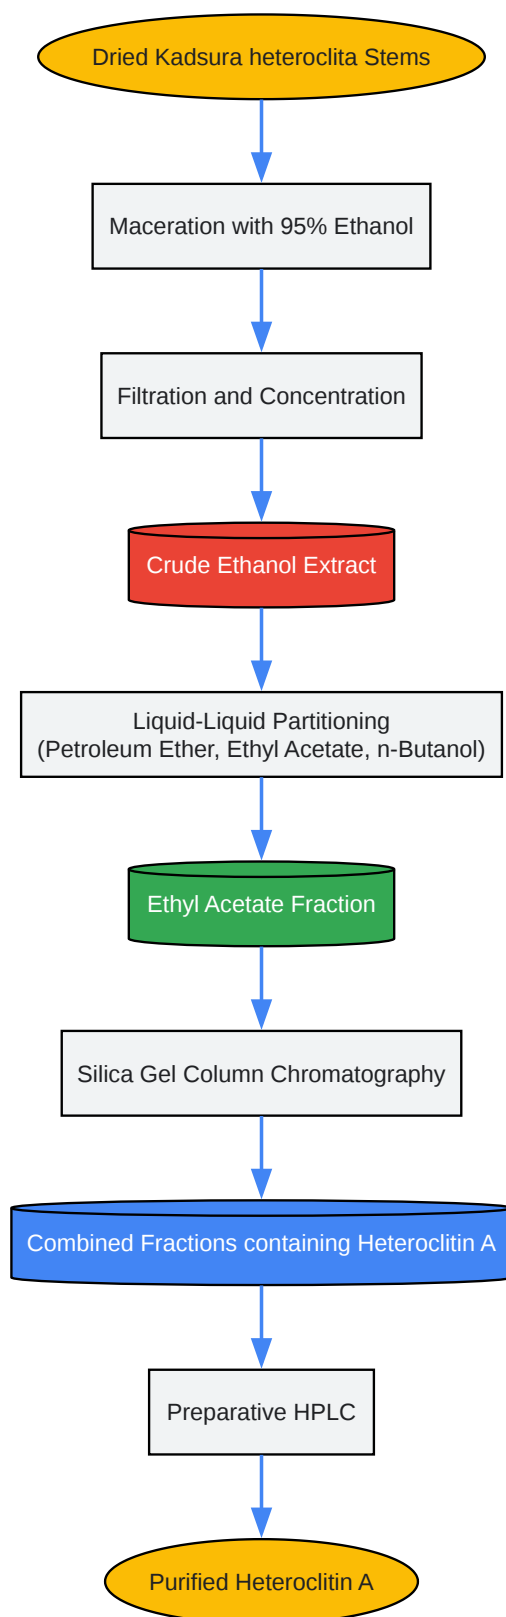 Dried Kadsura heteroclita Stems
Maceration with 95% Ethanol
Filtration and Concentration
Crude Ethanol Extract
Liquid-Liquid Partitioning
(Petroleum Ether, Ethyl Acetate, n-Butanol)
Ethyl Acetate Fraction
Silica Gel Column Chromatography
Combined Fractions containing Heteroclitin A
Preparative HPLC
Purified Heteroclitin A